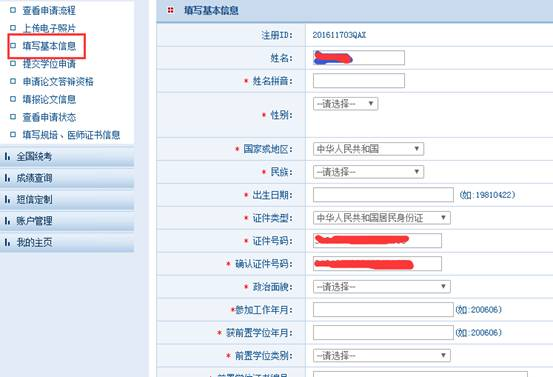 查看申请流程
上传电子照片
填写基本信息
提交学位申请
申请论文答辩资格
填报论文信息
查看申请状态
填写规培、医师证书信息
全国统考
成绩查询
短信定制
账户管理
我的主页
填写基本信息
注册ID: 201611703QAX
姓名:
* 姓名拼音:
* 性别: --请选择--
* 国家或地区: 中华人民共和国
* 民族: --请选择--
* 出生日期: (如:19810422)
* 证件类型: 中华人民共和国居民身份证
* 证件号码:
* 确认证件号码:
* 政治面貌: --请选择--
*参加工作年月: (如:200606)
* 获前置学位年月: (如:200606)
* 前置学位类别: --请选择--